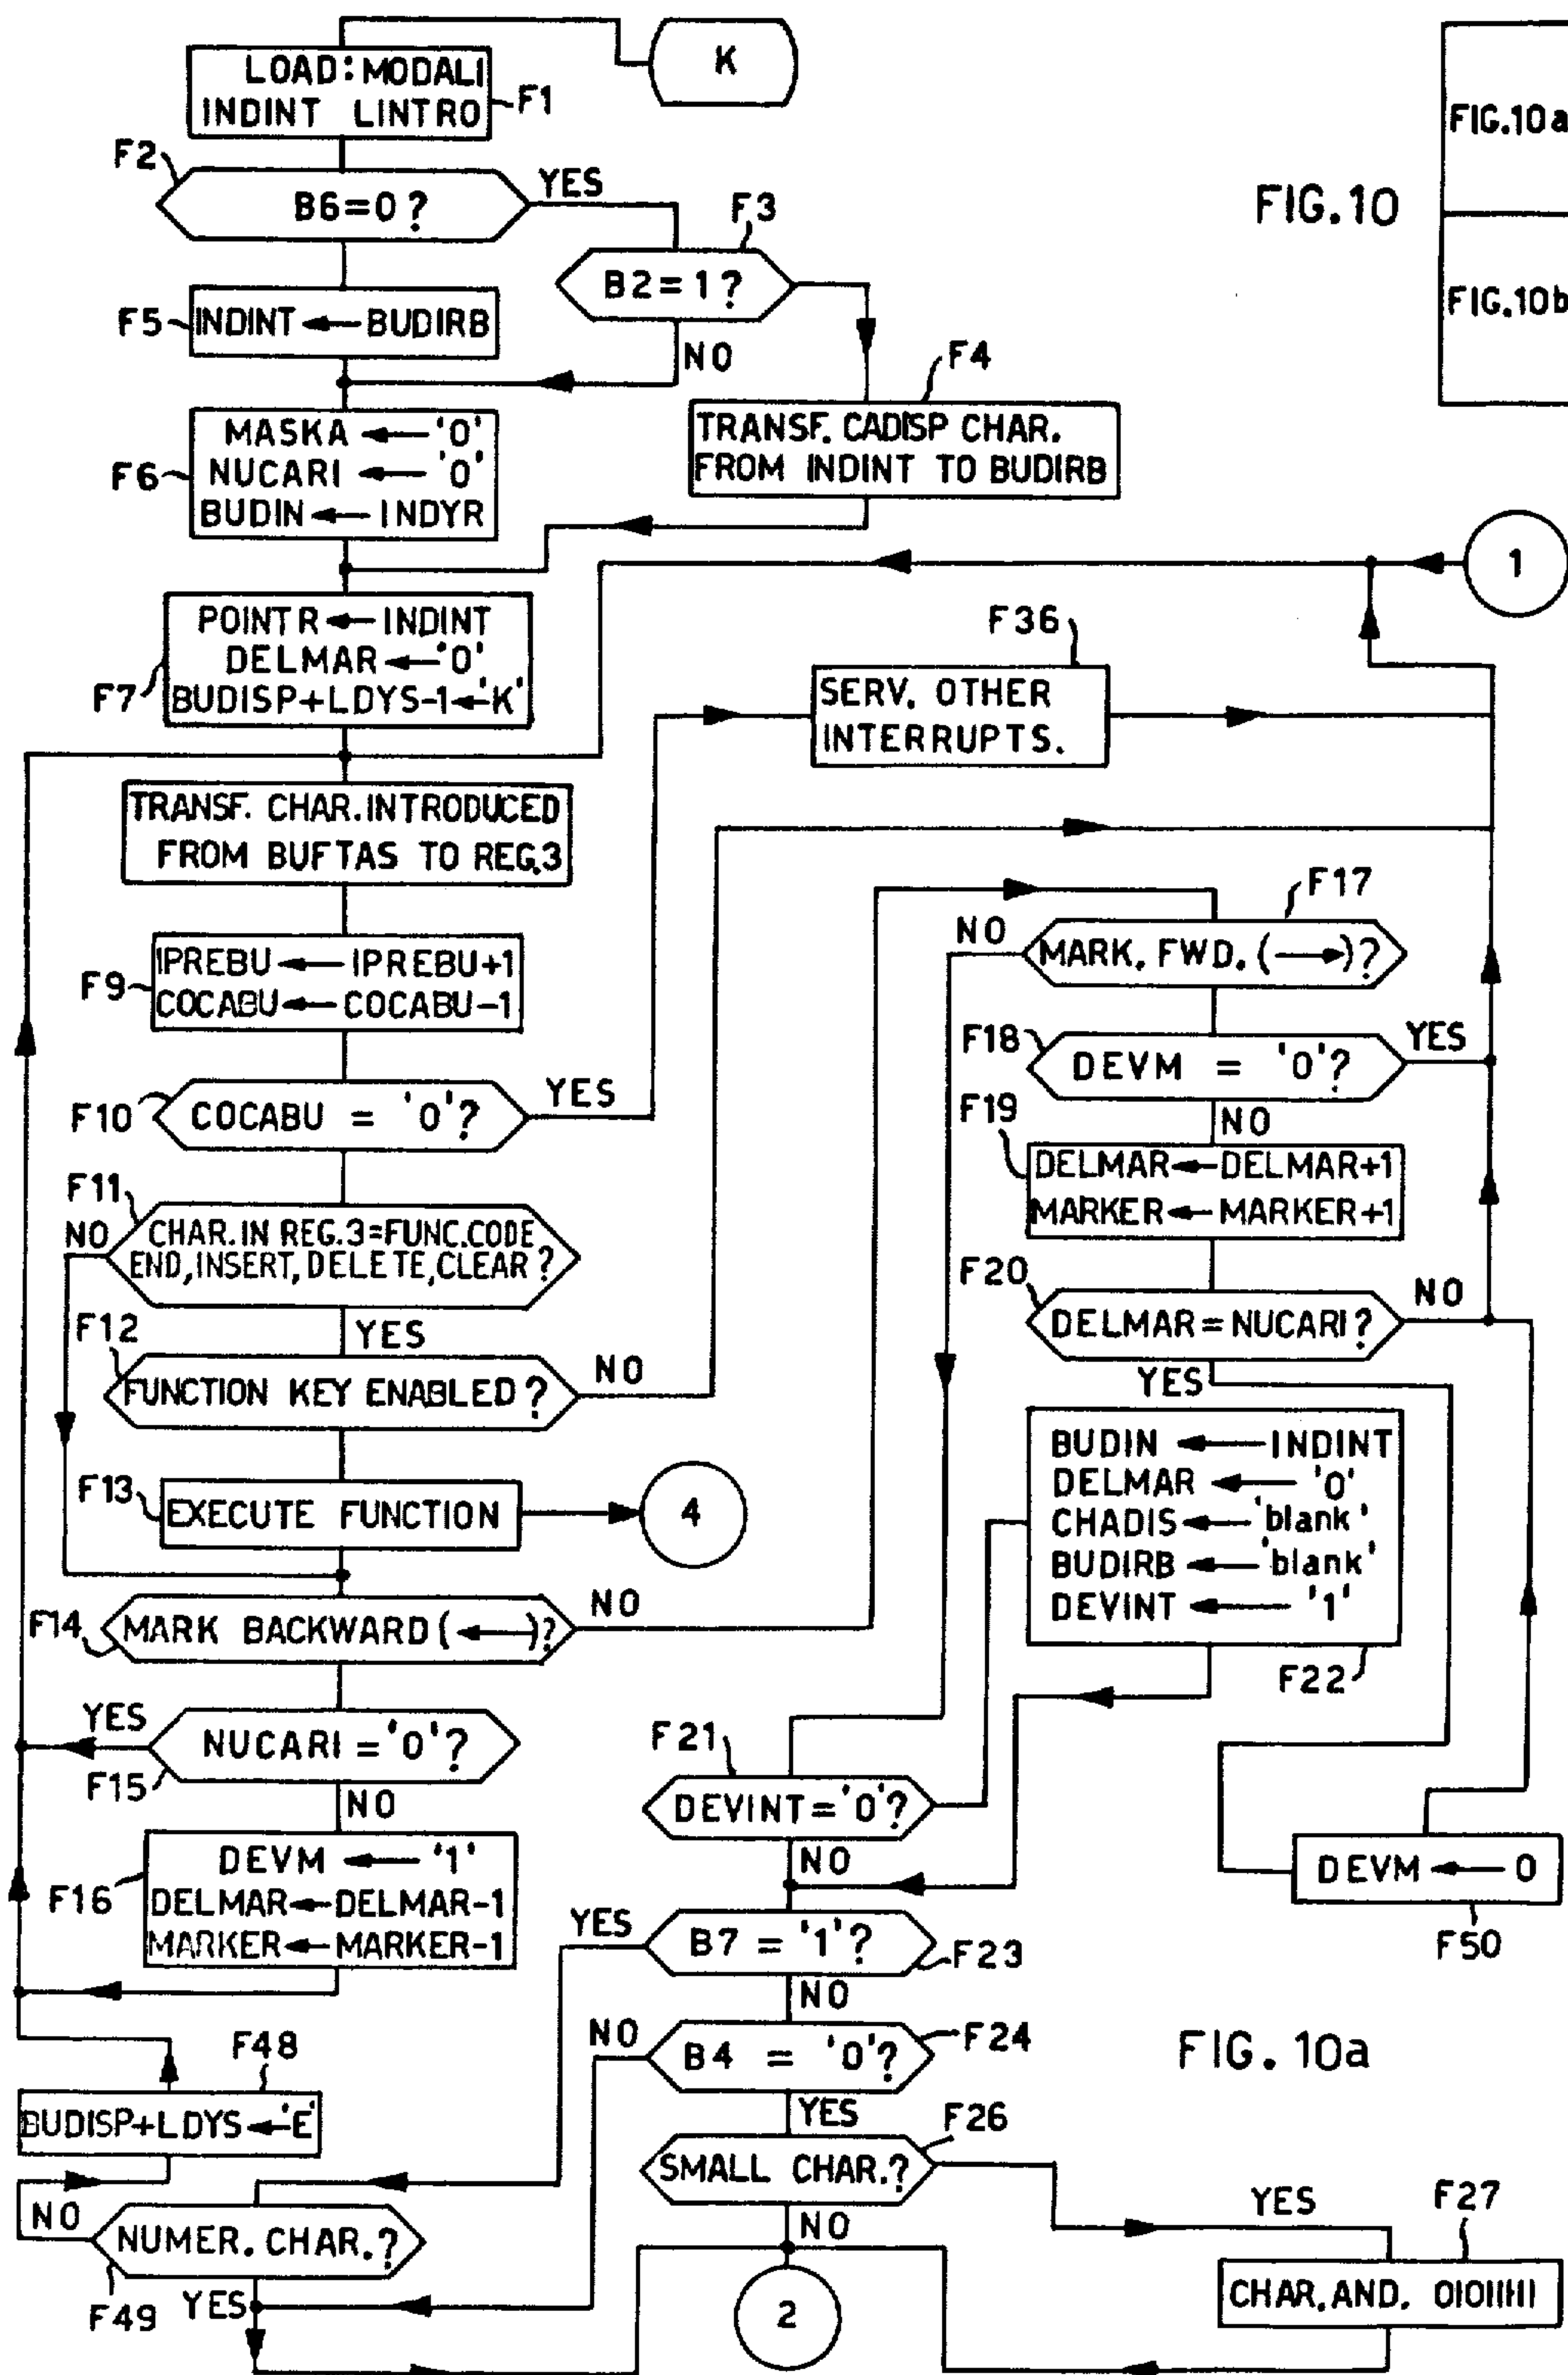 K
LOAD: MODALI
INDINT LINTRO
F1
F2
B6=0?
YES
F3
B2=1?
NO
FIG.10
FIG.10a
FIG.10b
F5
INDINT ← BUDIRB
F4
TRANSF. CADISP CHAR.
FROM INDINT TO BUDIRB
F6
MASKA ← '0'
NUCARI ← '0'
BUDIN ← INDYR
1
F7
POINTR ← INDINT
DELMAR ← '0'
BUDISP+LDYS-1 ← 'K'
F36
SERV. OTHER
INTERRUPTS.
TRANSF. CHAR. INTRODUCED
FROM BUFTAS TO REG.3
F9
IPREBU ← IPREBU+1
COCABU ← COCABU-1
F10
COCABU = '0'?
YES
F11
NO
CHAR. IN REG.3=FUNC.CODE
END, INSERT, DELETE, CLEAR?
YES
F12
FUNCTION KEY ENABLED?
NO
F13
EXECUTE FUNCTION
4
F14
MARK BACKWARD (←)?
NO
F15
YES
NUCARI = '0'?
NO
F16
DEVM ← '1'
DELMAR ← DELMAR-1
MARKER ← MARKER-1
F17
NO
MARK. FWD. (→)?
F18
DEVM = '0'?
YES
NO
F19
DELMAR ← DELMAR+1
MARKER ← MARKER+1
F20
DELMAR = NUCARI?
NO
YES
BUDIN ← INDINT
DELMAR ← '0'
CHADIS ← 'blank'
BUDIRB ← 'blank'
DEVINT ← '1'
F22
F21
DEVINT = '0'?
NO
DEVM ← 0
F50
YES
B7 = '1'?
F23
NO
NO
B4 = '0'?
F24
YES
FIG. 10a
F48
BUDISP+LDYS ← 'E'
F26
SMALL CHAR.?
YES
NO
F27
CHAR. AND. 01011111
NO
NUMER. CHAR.?
F49
YES
2